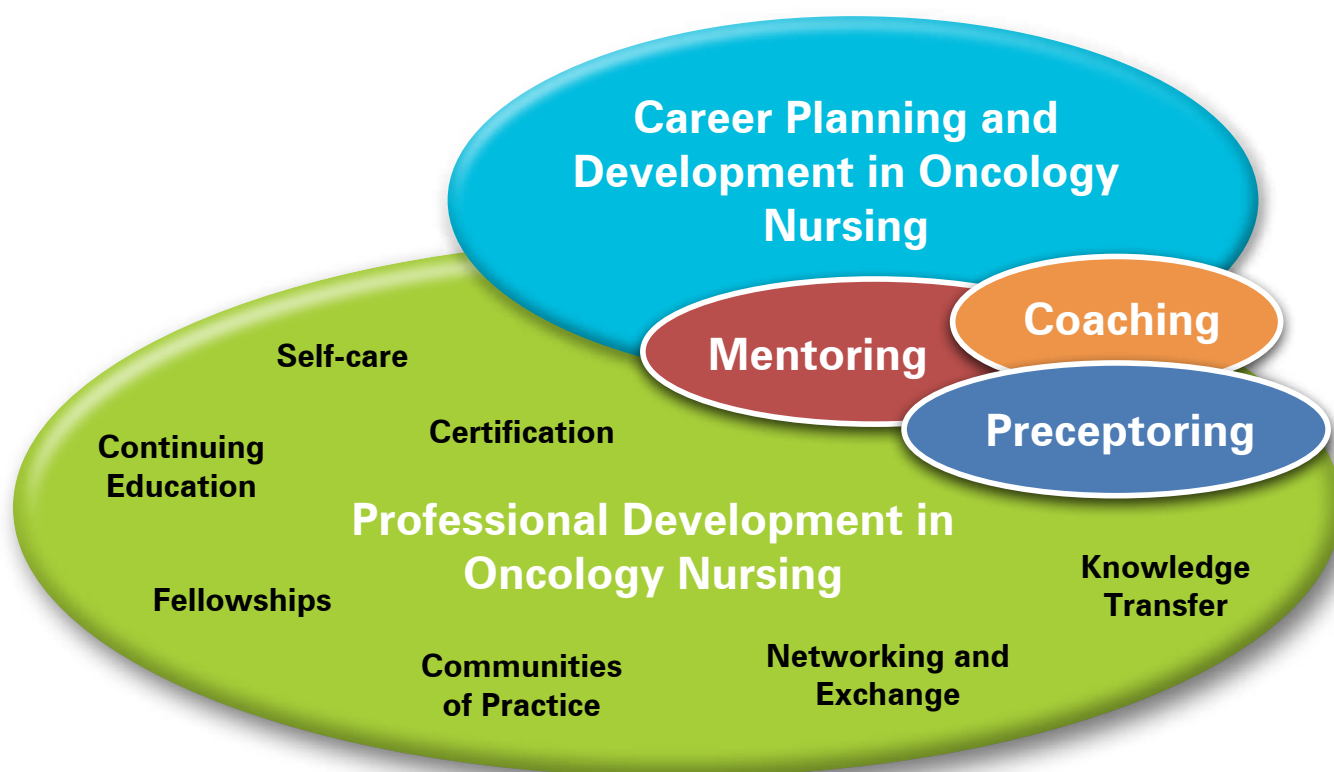 Career Planning and
Development in Oncology
Nursing
Coaching
Mentoring
Preceptoring
Self-care
Certification
Continuing
Education
Professional Development in
Oncology Nursing
Fellowships
Knowledge
Transfer
Communities
of Practice
Networking and
Exchange